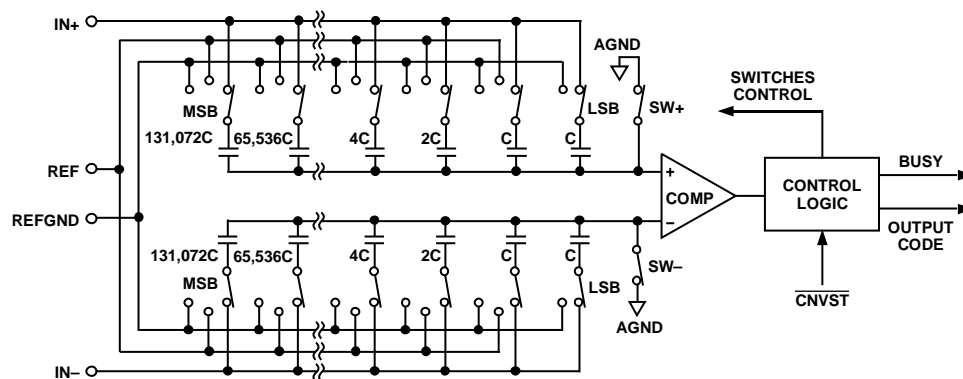 IN+
AGND
SWITCHES
CONTROL
MSB
LSB
SW+
131,072C
65,536C
4C
2C
C
C
REF
BUSY
+
COMP
CONTROL
LOGIC
REFGND
–
OUTPUT
CODE
131,072C
65,536C
4C
2C
C
C
MSB
LSB
SW–
CNVST
AGND
IN–